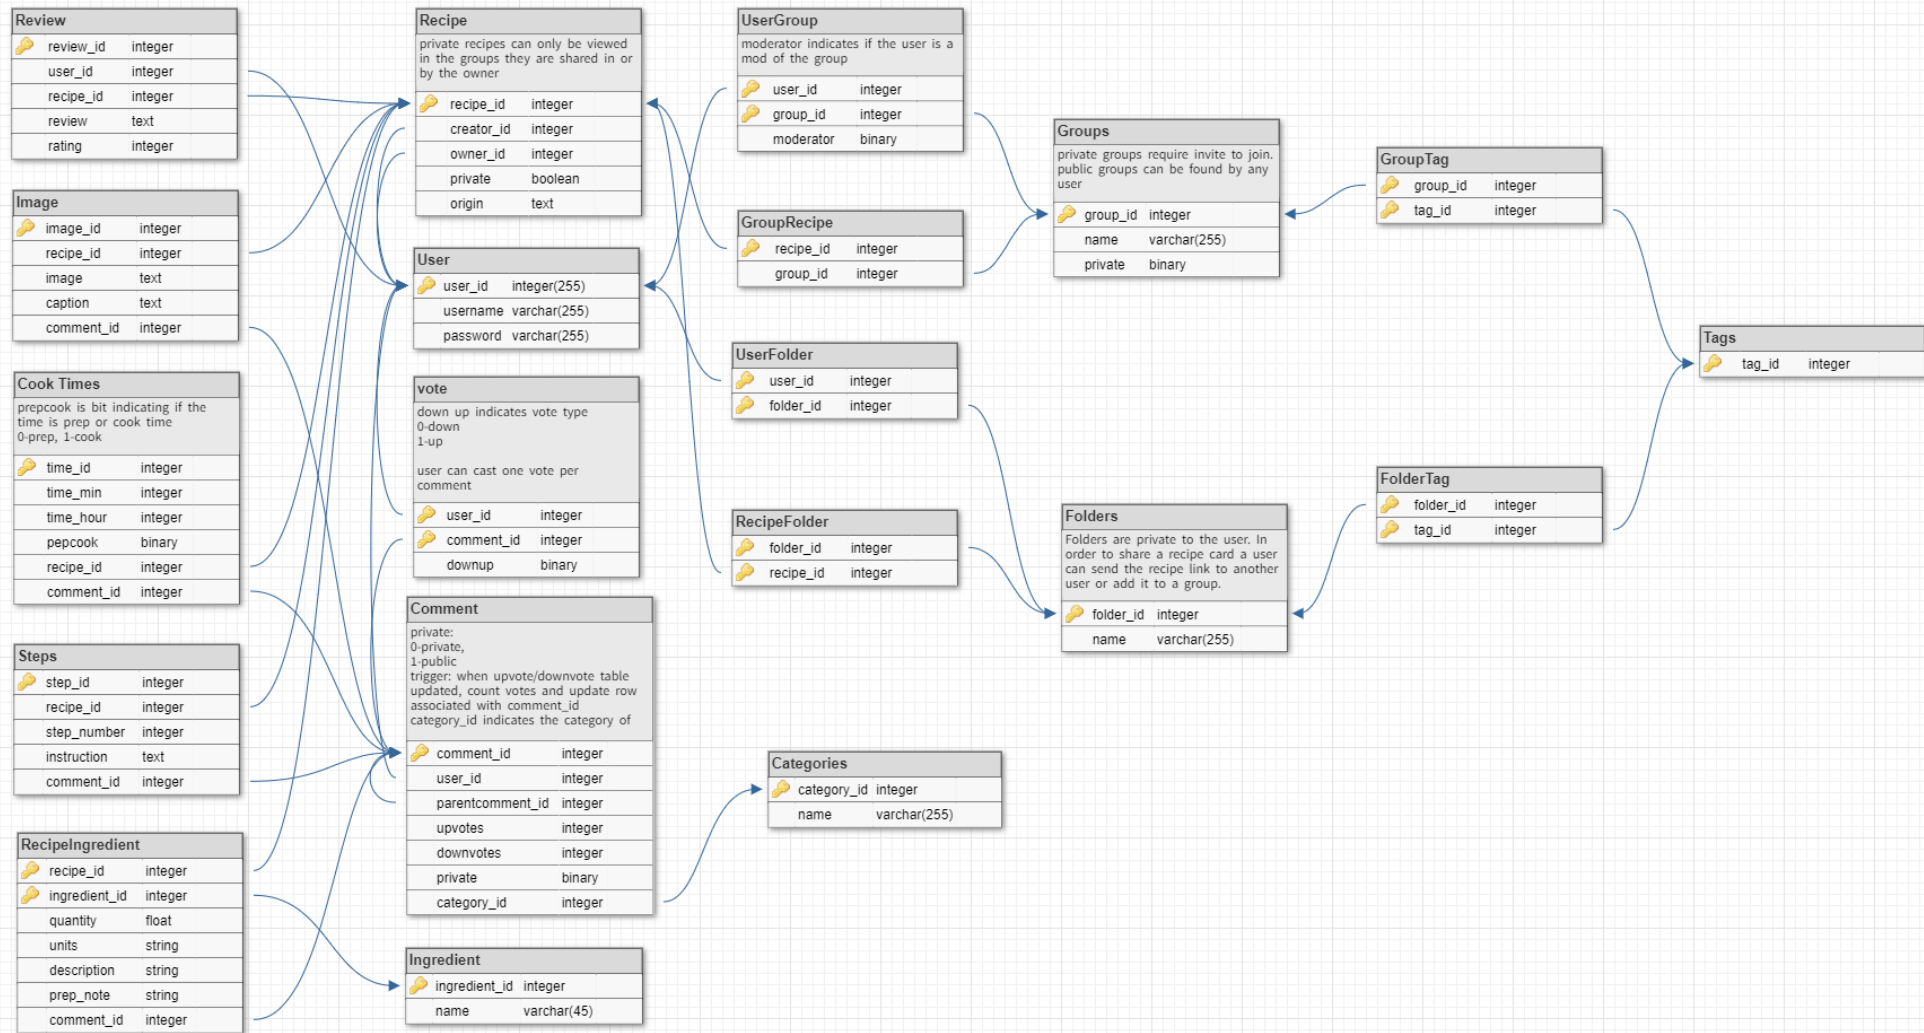 Review
review_id integer
user_id integer
recipe_id integer
review text
rating integer
Image
image_id integer
recipe_id integer
image text
caption text
comment_id integer
Cook Times
prepcook is bit indicating if the
time is prep or cook time
0-prep, 1-cook
time_id integer
time_min integer
time_hour integer
pepcook binary
recipe_id integer
comment_id integer
Steps
step_id integer
recipe_id integer
step_number integer
instruction text
comment_id integer
RecipeIngredient
recipe_id integer
ingredient_id integer
quantity float
units string
description string
prep_note string
comment_id integer
Recipe
private recipes can only be viewed
in the groups they are shared in or
by the owner
recipe_id integer
creator_id integer
owner_id integer
private boolean
origin text
User
user_id integer(255)
username varchar(255)
password varchar(255)
vote
down up indicates vote type
0-down
1-up
user can cast one vote per
comment
user_id integer
comment_id integer
downup binary
Comment
private:
0-private,
1-public
trigger: when upvote/downvote table
updated, count votes and update row
associated with comment_id
category_id indicates the category of
comment_id integer
user_id integer
parentcomment_id integer
upvotes integer
downvotes integer
private binary
category_id integer
Ingredient
ingredient_id integer
name varchar(45)
UserGroup
moderator indicates if the user is a
mod of the group
user_id integer
group_id integer
moderator binary
GroupRecipe
recipe_id integer
group_id integer
UserFolder
user_id integer
folder_id integer
RecipeFolder
folder_id integer
recipe_id integer
Categories
category_id integer
name varchar(255)
Groups
private groups require invite to join.
public groups can be found by any
user
group_id integer
name varchar(255)
private binary
Folders
Folders are private to the user. In
order to share a recipe card a user
can send the recipe link to another
user or add it to a group.
folder_id integer
name varchar(255)
GroupTag
group_id integer
tag_id integer
FolderTag
folder_id integer
tag_id integer
Tags
tag_id integer